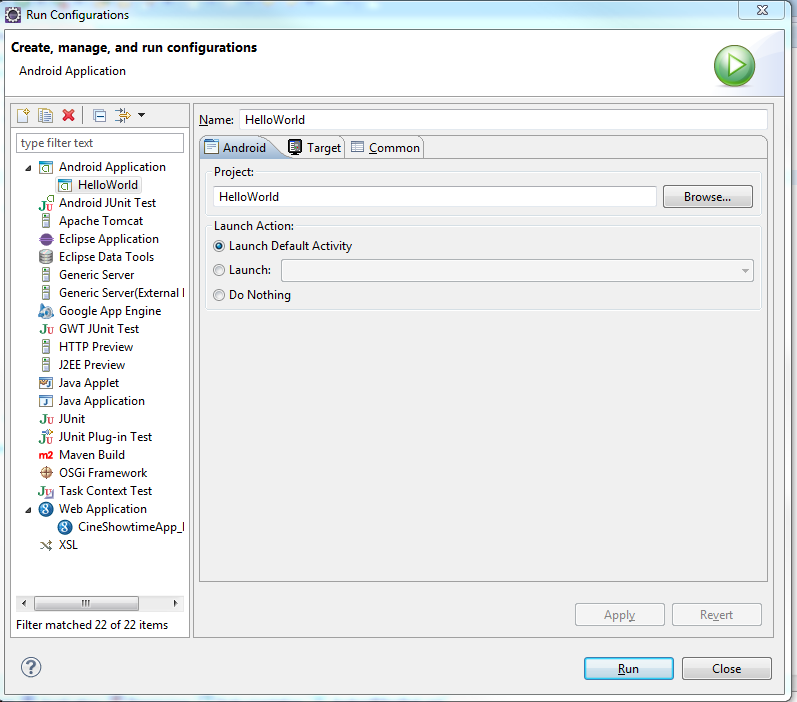 Run Configurations
Create, manage, and run configurations
Android Application
Name: HelloWorld
type filter text
Android Target Common
Android Application
HelloWorld
Android JUnit Test
Apache Tomcat
Eclipse Application
Eclipse Data Tools
Generic Server
Generic Server(External
Google App Engine
GWT JUnit Test
HTTP Preview
J2EE Preview
Java Applet
Java Application
JUnit
JUnit Plug-in Test
Maven Build
OSGi Framework
Task Context Test
Web Application
CineShowtimeApp_
XSL
Filter matched 22 of 22 items
Project:
HelloWorld Browse...
Launch Action:
Launch Default Activity
Launch:
Do Nothing
Apply Revert
Run Close